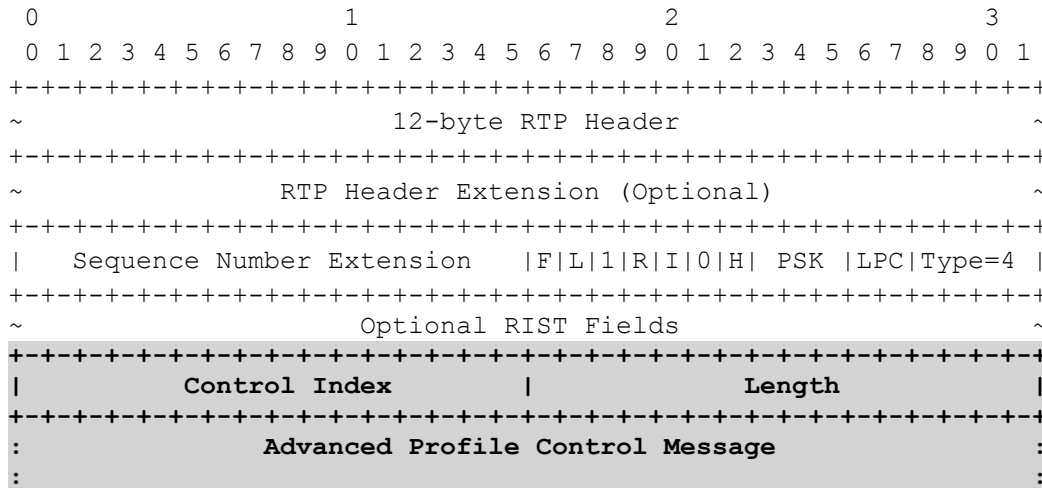 0                   1                   2                   3
 0 1 2 3 4 5 6 7 8 9 0 1 2 3 4 5 6 7 8 9 0 1 2 3 4 5 6 7 8 9 0 1
+-+-+-+-+-+-+-+-+-+-+-+-+-+-+-+-+-+-+-+-+-+-+-+-+-+-+-+-+-+-+-+-+
~                       12-byte RTP Header                      ~
+-+-+-+-+-+-+-+-+-+-+-+-+-+-+-+-+-+-+-+-+-+-+-+-+-+-+-+-+-+-+-+-+
~                RTP Header Extension (Optional)                ~
+-+-+-+-+-+-+-+-+-+-+-+-+-+-+-+-+-+-+-+-+-+-+-+-+-+-+-+-+-+-+-+-+
|   Sequence Number Extension   |F|L|1|R|I|0|H| PSK |LPC|Type=4 |
+-+-+-+-+-+-+-+-+-+-+-+-+-+-+-+-+-+-+-+-+-+-+-+-+-+-+-+-+-+-+-+-+
~                     Optional RIST Fields                      ~
+-+-+-+-+-+-+-+-+-+-+-+-+-+-+-+-+-+-+-+-+-+-+-+-+-+-+-+-+-+-+-+-+
|          Control Index        |             Length            |
+-+-+-+-+-+-+-+-+-+-+-+-+-+-+-+-+-+-+-+-+-+-+-+-+-+-+-+-+-+-+-+-+
:               Advanced Profile Control Message                :
:                                                               :